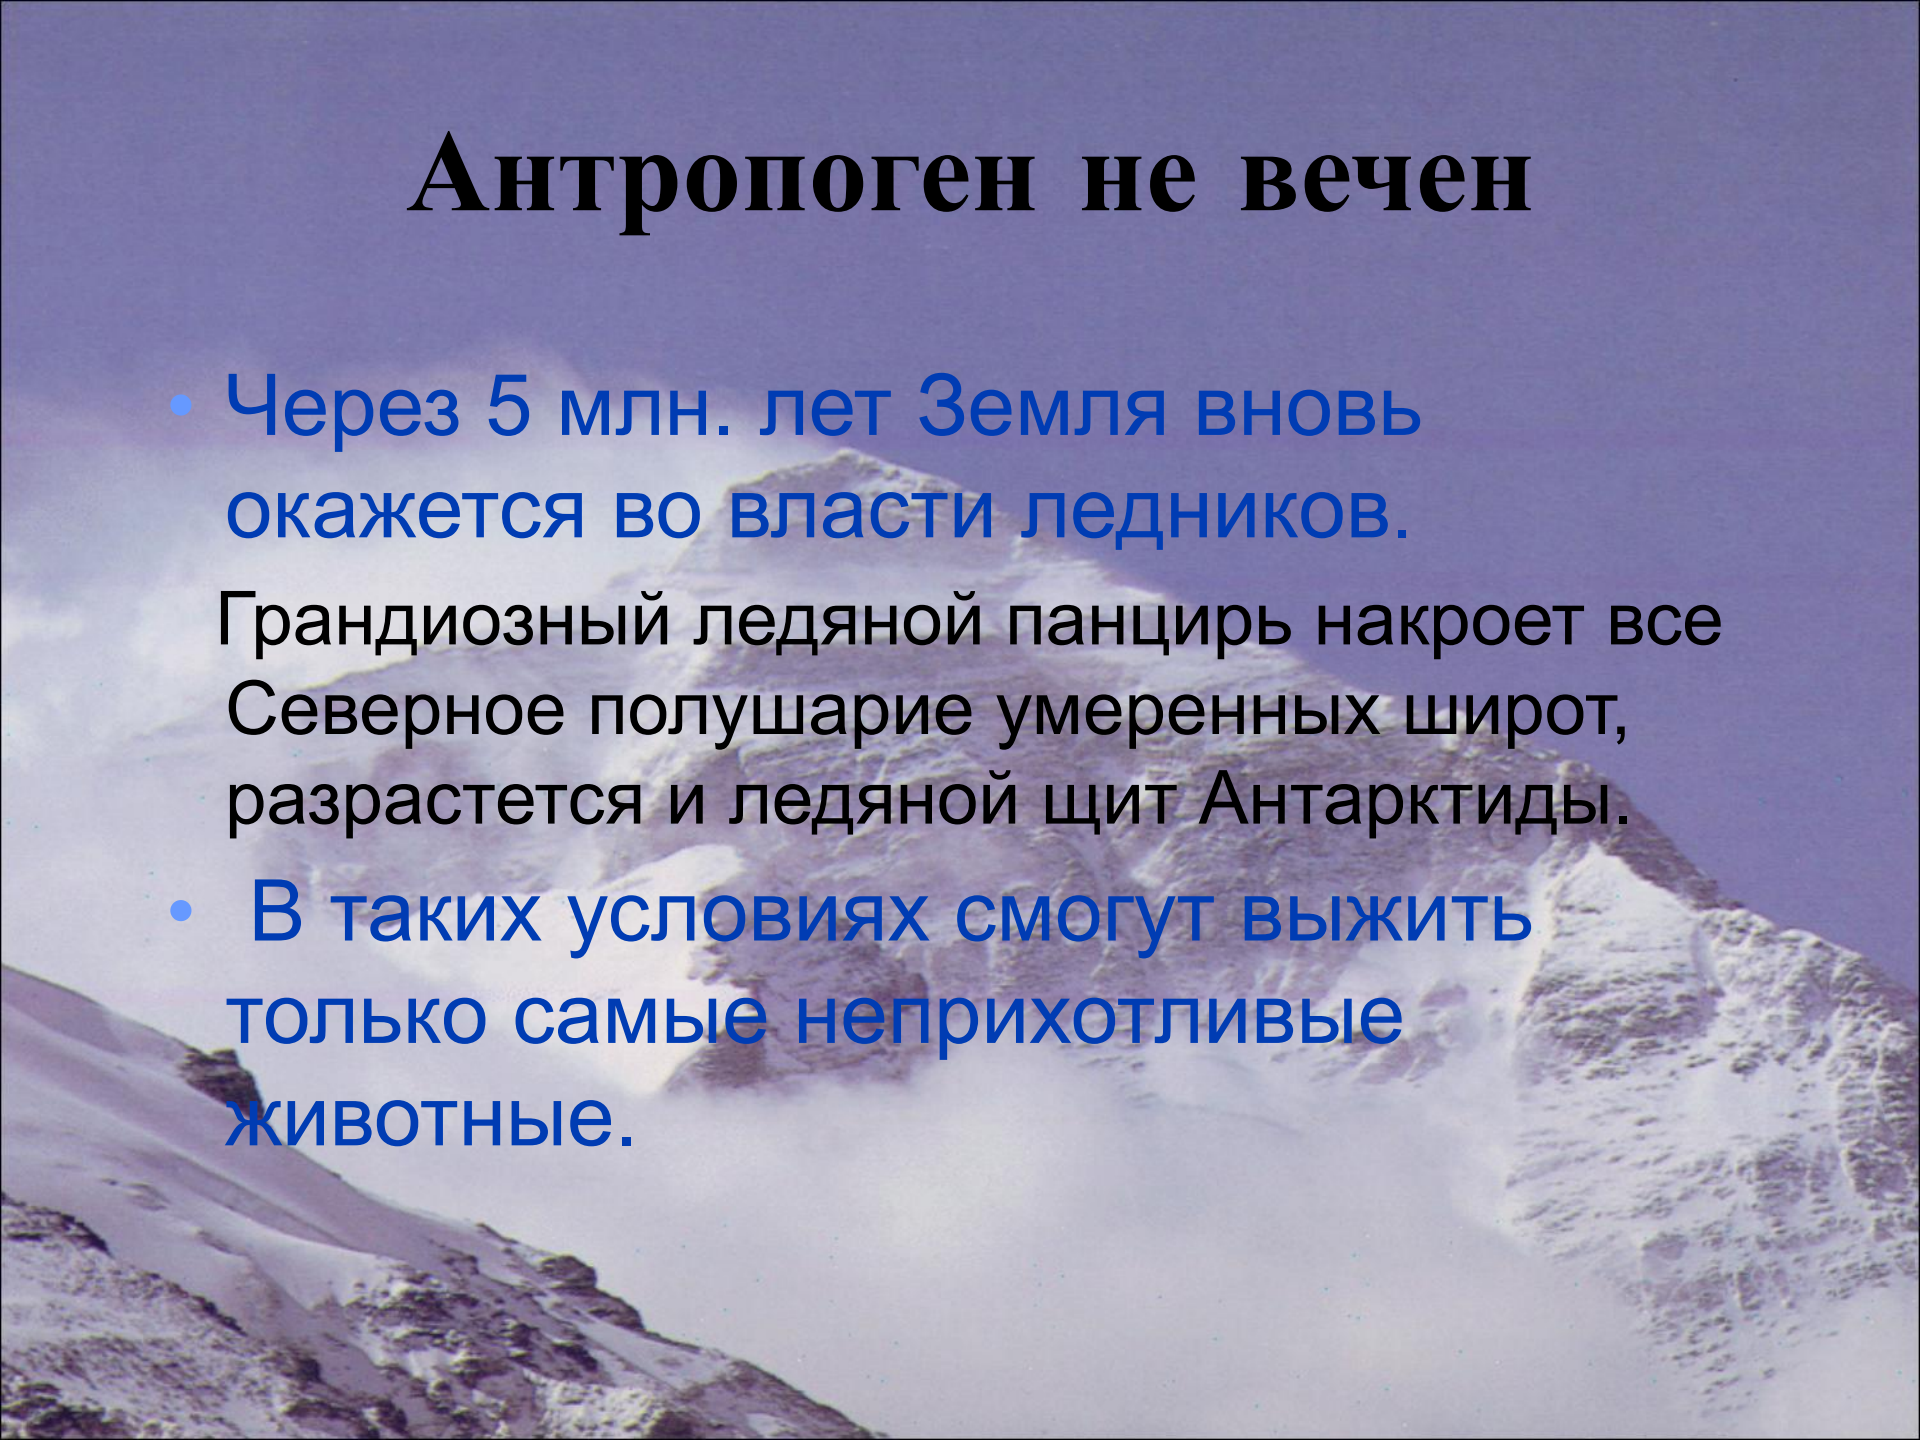 Антропоген не вечен
• Через 5 млн. лет Земля вновь
окажется во власти ледников.
Грандиозный ледяной панцирь накроет все
Северное полушарие умеренных широт,
разрастется и ледяной щит Антарктиды.
• В таких условиях смогут выжить
только самые неприхотливые
животные.